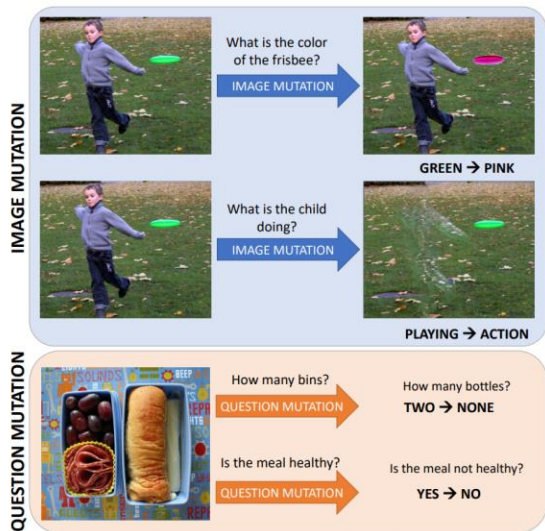 IMAGE MUTATION
What is the color
of the frisbee?
IMAGE MUTATION
GREEN → PINK
What is the child
doing?
IMAGE MUTATION
PLAYING → ACTION
QUESTION MUTATION
SOUNDS
BEEP
How many bins?
QUESTION MUTATION
How many bottles?
TWO → NONE
Is the meal healthy?
QUESTION MUTATION
Is the meal not healthy?
YES → NO